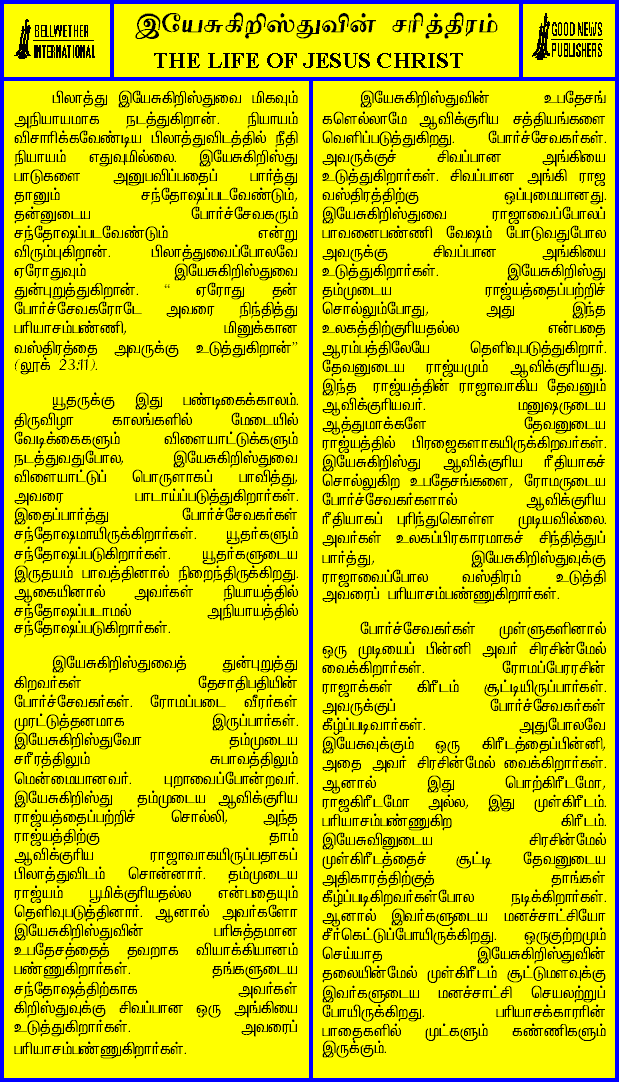 BELLWETHER
INTERNATIONAL
இயேசுகிறிஸ்துவின் சரித்திரம்
THE LIFE OF JESUS CHRIST
GOOD NEWS
PUBLISHERS
பிலாத்து இயேசுகிறிஸ்துவை மிகவும்
அநியாயமாக நடத்துகிறான். நியாயம்
விசாரிக்கவேண்டிய பிலாத்துவிடத்தில் நீதி
நியாயம் எதுவுமில்லை. இயேசுகிறிஸ்து
பாடுகளை அனுபவிப்பதைப் பார்த்து
தானும் சந்தோஷப்படவேண்டும்,
தன்னுடைய போர்ச்சேவகரும்
சந்தோஷப்படவேண்டும் என்று
விரும்புகிறான். பிலாத்துவைப்போலவே
ஏரோதுவும் இயேசுகிறிஸ்துவை
துன்புறுத்துகிறான். “ ஏரோது தன்
போர்ச்சேவகரோடே அவரை நிந்தித்து
பரியாசம்பண்ணி, மினுக்கான
வஸ்திரத்தை அவருக்கு உடுத்துகிறான்”
(லூக் 23:11).
யூதருக்கு இது பண்டிகைக்காலம்.
திருவிழா காலங்களில் மேடையில்
வேடிக்கைகளும் விளையாட்டுக்களும்
நடத்துவதுபோல, இயேசுகிறிஸ்துவை
விளையாட்டுப் பொருளாகப் பாவித்து,
அவரை பாடாய்ப்படுத்துகிறார்கள்.
இதைப்பார்த்து போர்ச்சேவகர்கள்
சந்தோஷமாயிருக்கிறார்கள். யூதர்களும்
சந்தோஷப்படுகிறார்கள். யூதர்களுடைய
இருதயம் பாவத்தினால் நிறைந்திருக்கிறது.
ஆகையினால் அவர்கள் நியாயத்தில்
சந்தோஷப்படாமல் அநியாயத்தில்
சந்தோஷப்படுகிறார்கள்.
இயேசுகிறிஸ்துவைத் துன்புறுத்து
கிறவர்கள் தேசாதிபதியின்
போர்ச்சேவகர்கள். ரோமப்படை வீரர்கள்
முரட்டுத்தனமாக இருப்பார்கள்.
இயேசுகிறிஸ்துவோ தம்முடைய
சரீரத்திலும் சுபாவத்திலும்
மென்மையானவர். புறாவைப்போன்றவர்.
இயேசுகிறிஸ்து தம்முடைய ஆவிக்குரிய
ராஜ்யத்தைப்பற்றிச் சொல்லி, அந்த
ராஜ்யத்திற்கு தாம்
ஆவிக்குரிய ராஜாவாகயிருப்பதாகப்
பிலாத்துவிடம் சொன்னார். தம்முடைய
ராஜ்யம் பூமிக்குரியதல்ல என்பதையும்
தெளிவுபடுத்தினார். ஆனால் அவர்களோ
இயேசுகிறிஸ்துவின் பரிசுத்தமான
உபதேசத்தைத் தவறாக வியாக்கியானம்
பண்ணுகிறார்கள். தங்களுடைய
சந்தோஷத்திற்காக அவர்கள்
கிறிஸ்துவுக்கு சிவப்பான ஒரு அங்கியை
உடுத்துகிறார்கள். அவரைப்
பரியாசம்பண்ணுகிறார்கள்.
இயேசுகிறிஸ்துவின் உபதேசங்
களெல்லாமே ஆவிக்குரிய சத்தியங்களை
வெளிப்படுத்துகிறது. போர்ச்சேவகர்கள்.
அவருக்குச் சிவப்பான அங்கியை
உடுத்துகிறார்கள். சிவப்பான அங்கி ராஜ
வஸ்திரத்திற்கு ஒப்புமையானது.
இயேசுகிறிஸ்துவை ராஜாவைப்போலப்
பாவனைபண்ணி வேஷம் போடுவதுபோல
அவருக்கு சிவப்பான அங்கியை
உடுத்துகிறார்கள். இயேசுகிறிஸ்து
தம்முடைய ராஜ்யத்தைப்பற்றிச்
சொல்லும்போது, அது இந்த
உலகத்திற்குரியதல்ல என்பதை
ஆரம்பத்திலேயே தெளிவுபடுத்துகிறார்.
தேவனுடைய ராஜ்யமும் ஆவிக்குரியது.
இந்த ராஜ்யத்தின் ராஜாவாகிய தேவனும்
ஆவிக்குரியவர். மனுஷருடைய
ஆத்துமாக்களே தேவனுடைய
ராஜ்யத்தில் பிரஜைகளாகயிருக்கிறவர்கள்.
இயேசுகிறிஸ்து ஆவிக்குரிய ரீதியாகச்
சொல்லுகிற உபதேசங்களை, ரோமருடைய
போர்ச்சேவகர்களால் ஆவிக்குரிய
ரீதியாகப் புரிந்துகொள்ள முடியவில்லை.
அவர்கள் உலகப்பிரகாரமாகச் சிந்தித்துப்
பார்த்து, இயேசுகிறிஸ்துவுக்கு
ராஜாவைப்போல வஸ்திரம் உடுத்தி
அவரைப் பரியாசம்பண்ணுகிறார்கள்.
போர்ச்சேவகர்கள் முள்ளுகளினால்
ஒரு முடியைப் பின்னி அவர் சிரசின்மேல்
வைக்கிறார்கள். ரோமப்பேரரசின்
ராஜாக்கள் கிரீடம் சூட்டியிருப்பார்கள்.
அவருக்குப் போர்ச்சேவகர்கள்
கீழ்ப்படிவார்கள். அதுபோலவே
இயேசுவுக்கும் ஒரு கிரீடத்தைப்பின்னி,
அதை அவர் சிரசின்மேல் வைக்கிறார்கள்.
ஆனால் இது பொற்கிரீடமோ,
ராஜகிரீடமோ அல்ல, இது முள்கிரீடம்.
பரியாசம்பண்ணுகிற கிரீடம்.
இயேசுவினுடைய சிரசின்மேல்
முள்கிரீடத்தைச் சூட்டி தேவனுடைய
அதிகாரத்திற்குத் தாங்கள்
கீழ்ப்படிகிறவர்கள்போல நடிக்கிறார்கள்.
ஆனால் இவர்களுடைய மனச்சாட்சியோ
சீர்கெட்டுப்போயிருக்கிறது. ஒருகுற்றமும்
செய்யாத இயேசுகிறிஸ்துவின்
தலையின்மேல் முள்கிரீடம் சூட்டுமளவுக்கு
இவர்களுடைய மனச்சாட்சி செயலற்றுப்
போயிருக்கிறது. பரியாசக்காரரின்
பாதைகளில் முட்களும் கண்ணிகளும்
இருக்கும்.